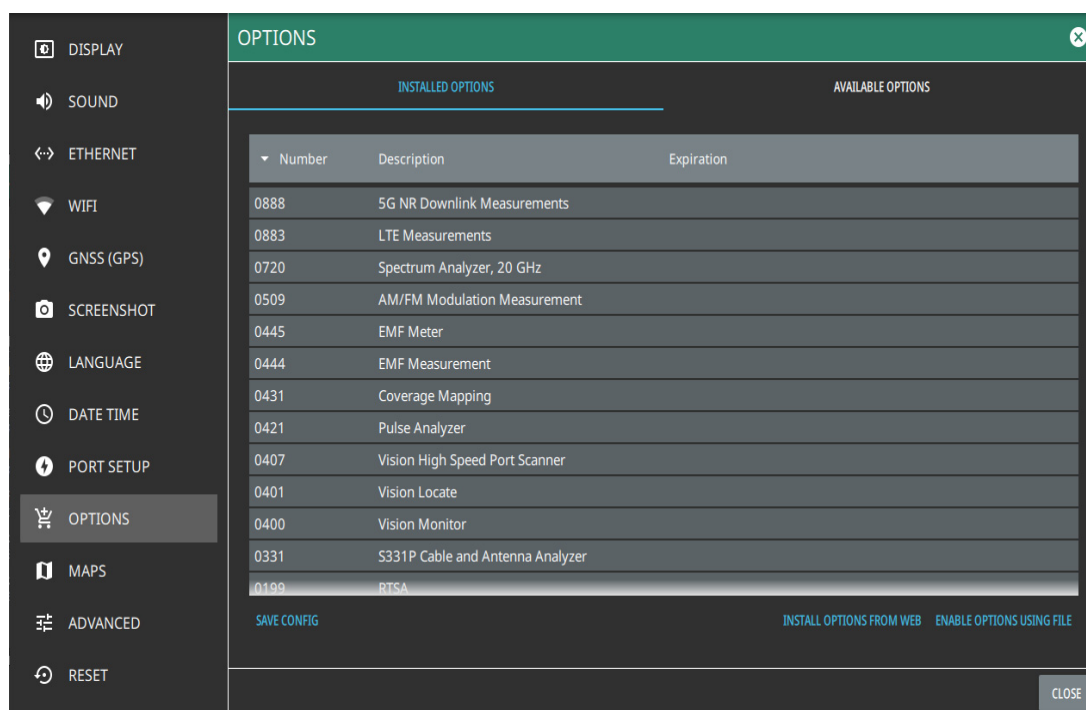 DISPLAY
SOUND
ETHERNET
WIFI
GNSS (GPS)
SCREENSHOT
LANGUAGE
DATE TIME
PORT SETUP
OPTIONS
MAPS
ADVANCED
RESET
OPTIONS
INSTALLED OPTIONS AVAILABLE OPTIONS
Number Description Expiration
0888 5G NR Downlink Measurements
0883 LTE Measurements
0720 Spectrum Analyzer, 20 GHz
0509 AM/FM Modulation Measurement
0445 EMF Meter
0444 EMF Measurement
0431 Coverage Mapping
0421 Pulse Analyzer
0407 Vision High Speed Port Scanner
0401 Vision Locate
0400 Vision Monitor
0331 S331P Cable and Antenna Analyzer
0199 RTSA
SAVE CONFIG INSTALL OPTIONS FROM WEB ENABLE OPTIONS USING FILE
CLOSE